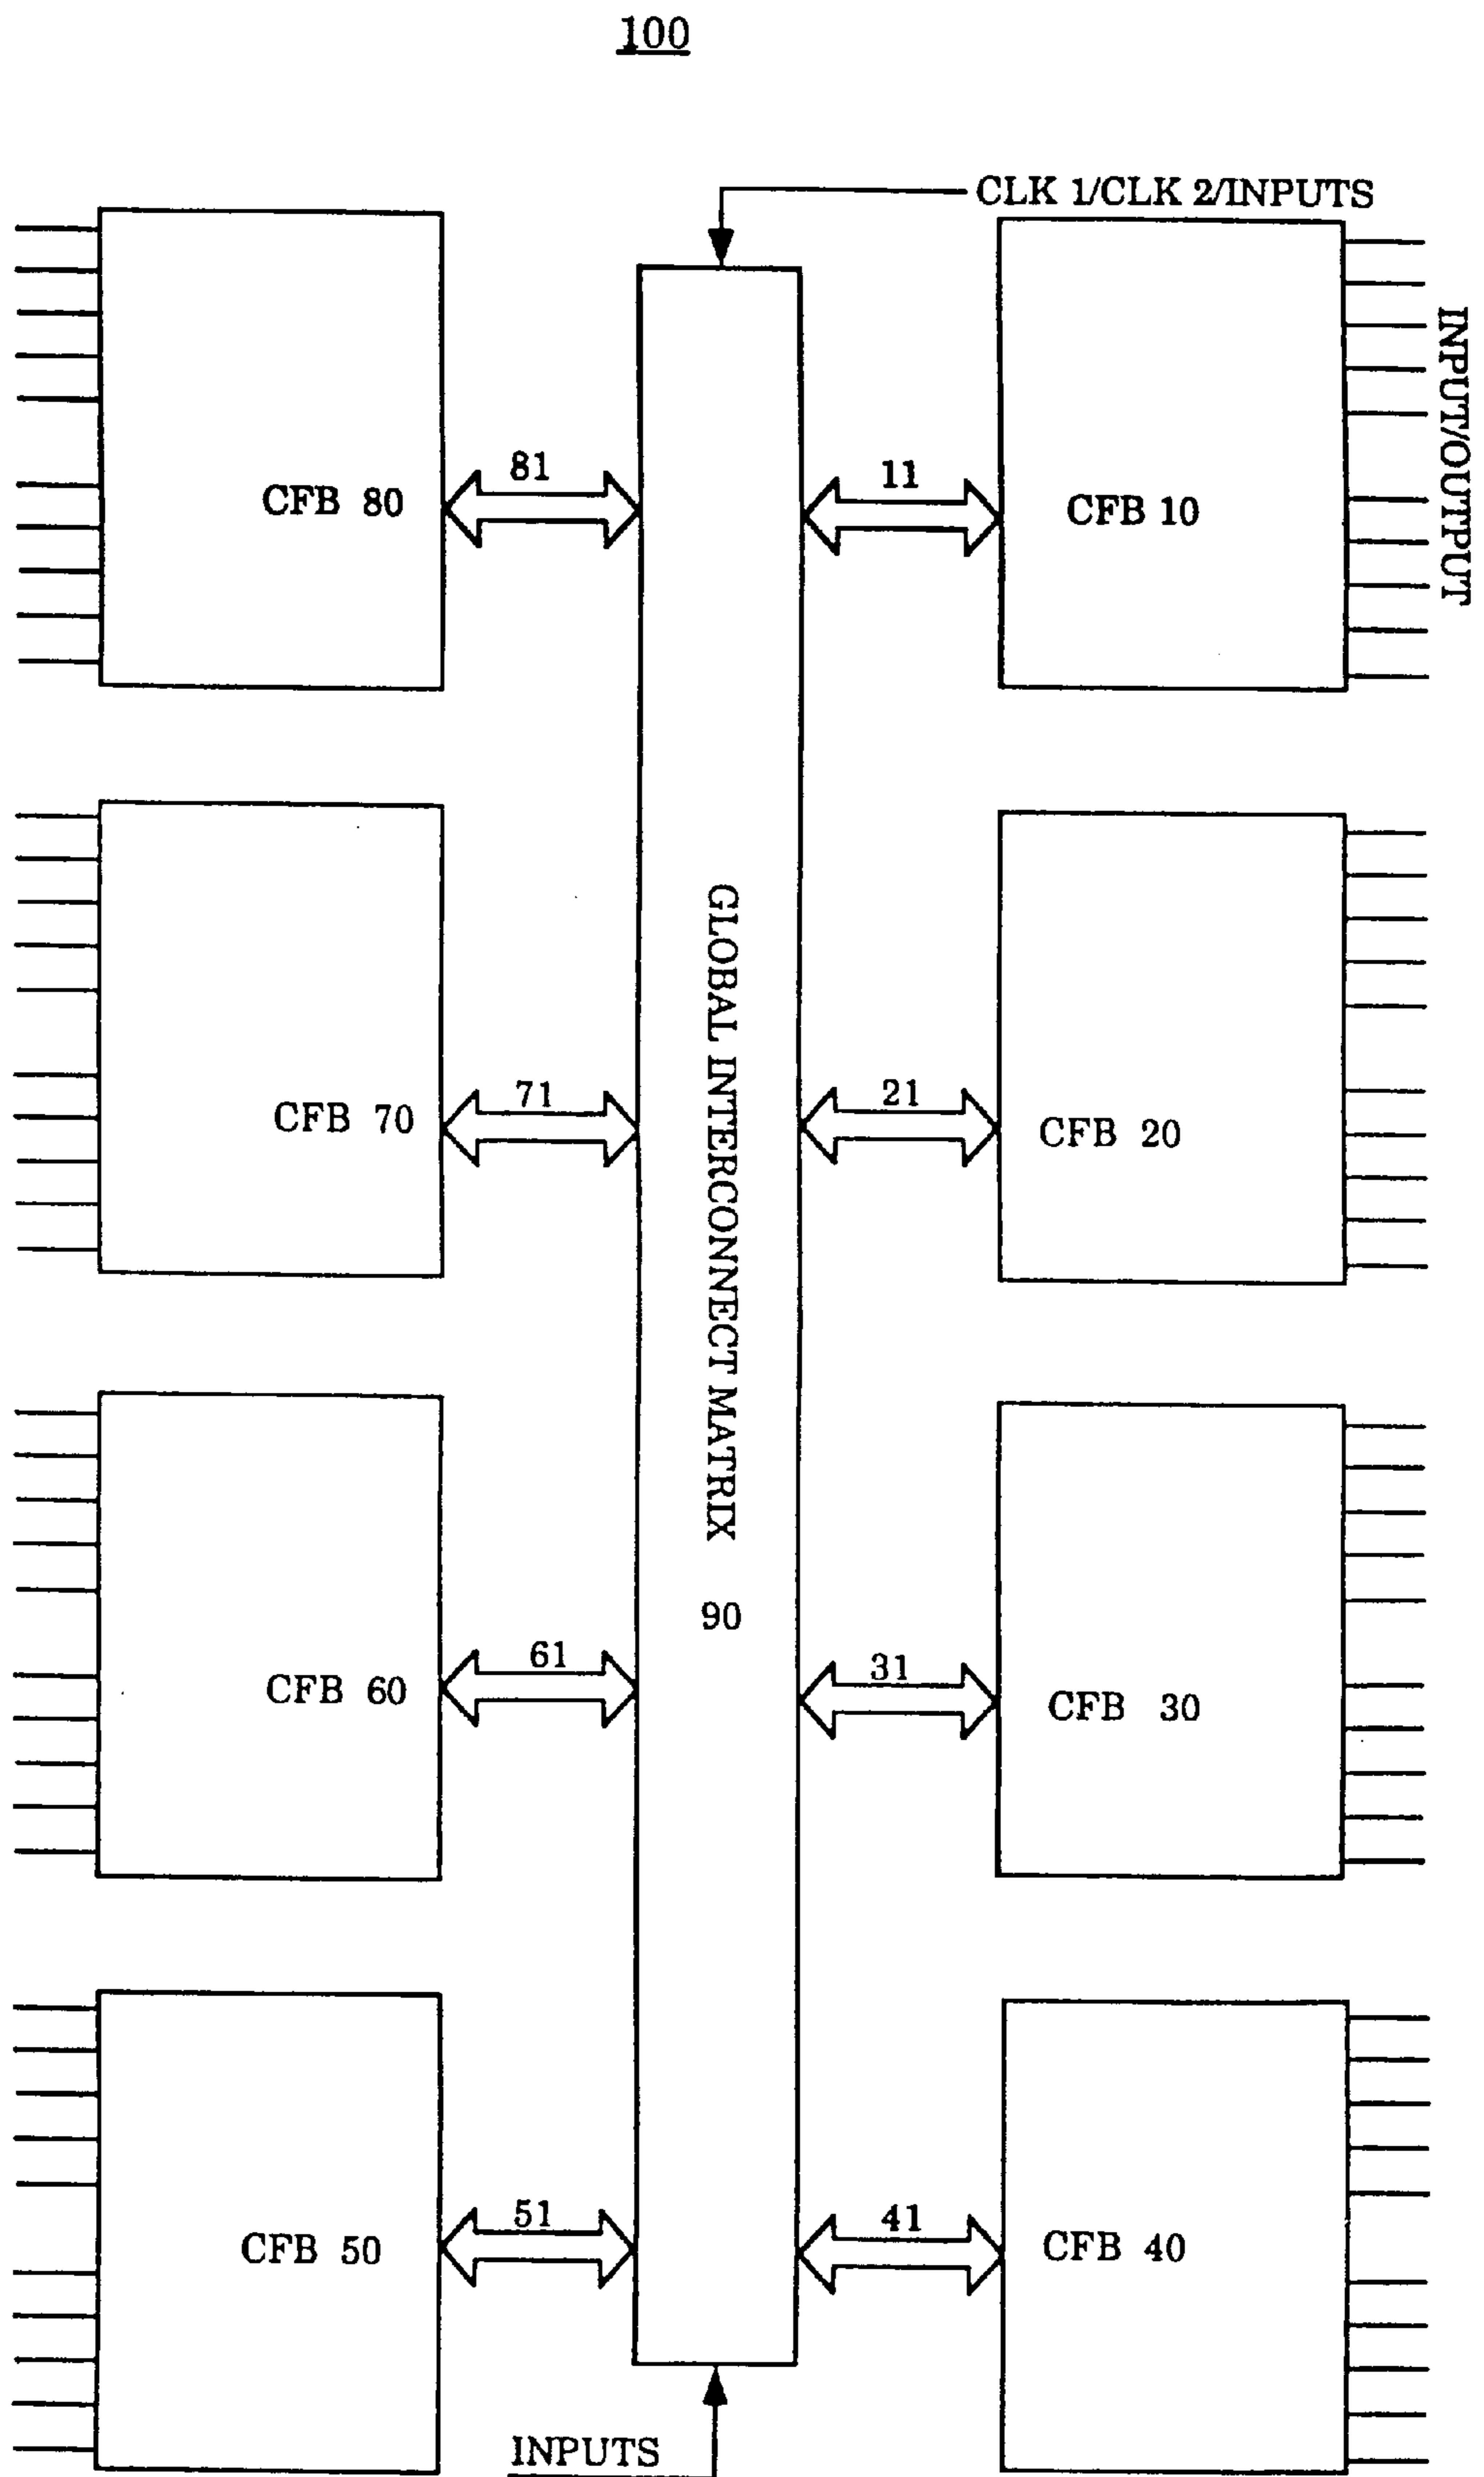 100
CLK 1/CLK 2/INPUTS
INPUT/OUTPUT
81
11
CFB 80
CFB 10
GLOBAL INTERCONNECT MATRIX 90
71
21
CFB 70
CFB 20
61
31
CFB 60
CFB 30
51
41
CFB 50
CFB 40
INPUTS